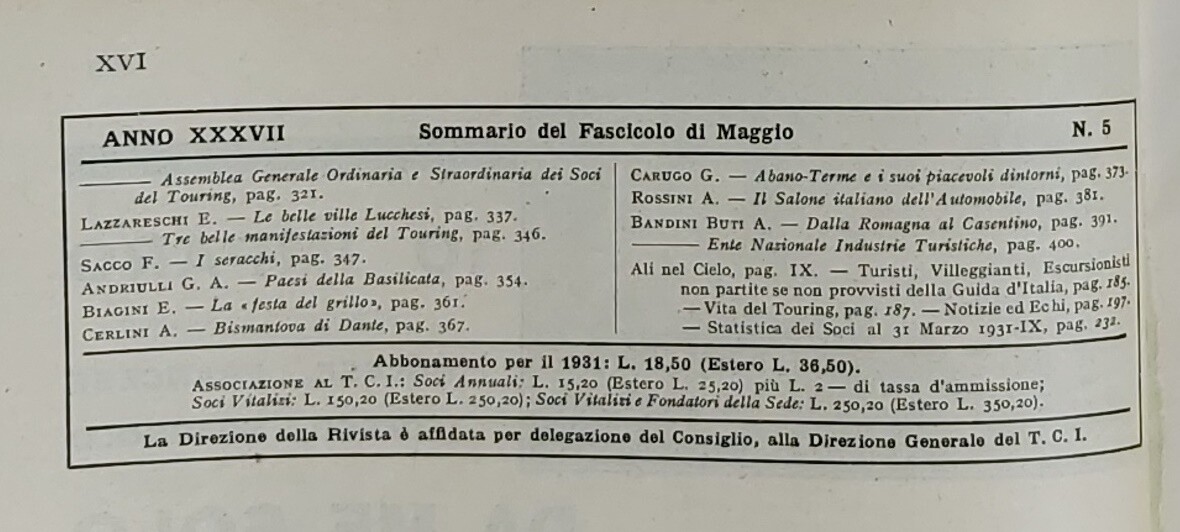 XVI
ANNO XXXVII Sommario del Fascicolo di Maggio N. 5
——— Assemblea Generale Ordinaria e Straordinaria dei Soci
del Touring, pag. 321.
LAZZARESCHI E. — Le belle ville Lucchesi, pag. 337.
——— Tre belle manifestazioni del Touring, pag. 346.
SACCO F. — I seracchi, pag. 347.
ANDRIULLI G. A. — Paesi della Basilicata, pag. 354.
BIAGINI E. — La «festa del grillo», pag. 361.
CERLINI A. — Bismantova di Dante, pag. 367.
CARUGO G. — Abano-Terme e i suoi piacevoli dintorni, pag. 373.
ROSSINI A. — Il Salone italiano dell'Automobile, pag. 381.
BANDINI BUTI A. — Dalla Romagna al Casentino, pag. 391.
——— Ente Nazionale Industrie Turistiche, pag. 400.
Ali nel Cielo, pag. IX. — Turisti, Villeggianti, Escursionisti
non partite se non provvisti della Guida d'Italia, pag. 185.
— Vita del Touring, pag. 187. — Notizie ed Echi, pag. 197.
— Statistica dei Soci al 31 Marzo 1931-IX, pag. 232.
Abbonamento per il 1931: L. 18,50 (Estero L. 36,50).
ASSOCIAZIONE AL T. C. I.: Soci Annuali: L. 15,20 (Estero L. 25,20) più L. 2 — di tassa d'ammissione;
Soci Vitalizi: L. 150,20 (Estero L. 250,20); Soci Vitalizi e Fondatori della Sede: L. 250,20 (Estero L. 350,20).
La Direzione della Rivista è affidata per delegazione del Consiglio, alla Direzione Generale del T. C. I.